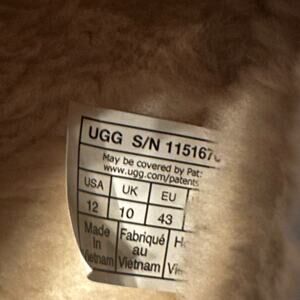 UGG S/N 115167
May be covered by Pat:
www.ugg.com/patents
USA UK EU
12 10 43
Made in Vietnam
Fabriqué au Vietnam